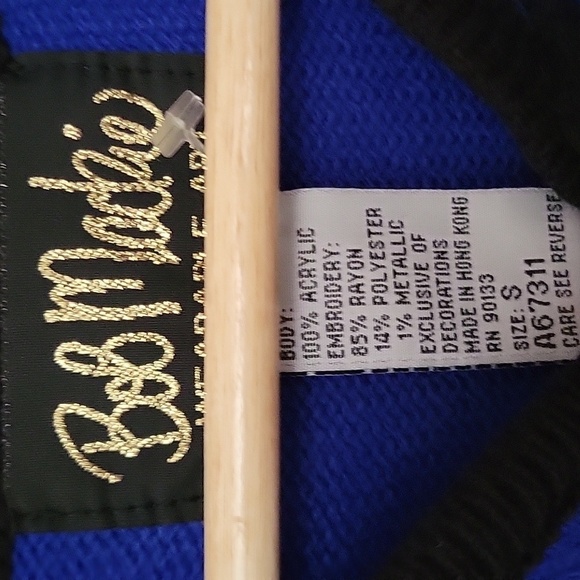 Bob Mackie
BODY:
100% ACRYLIC
EMBROIDERY:
85% RAYON
14% POLYESTER
1% METALLIC
EXCLUSIVE OF
DECORATIONS
MADE IN HONG KONG
RN 90133
SIZE: S
A67311
CARE SEE REVERSE